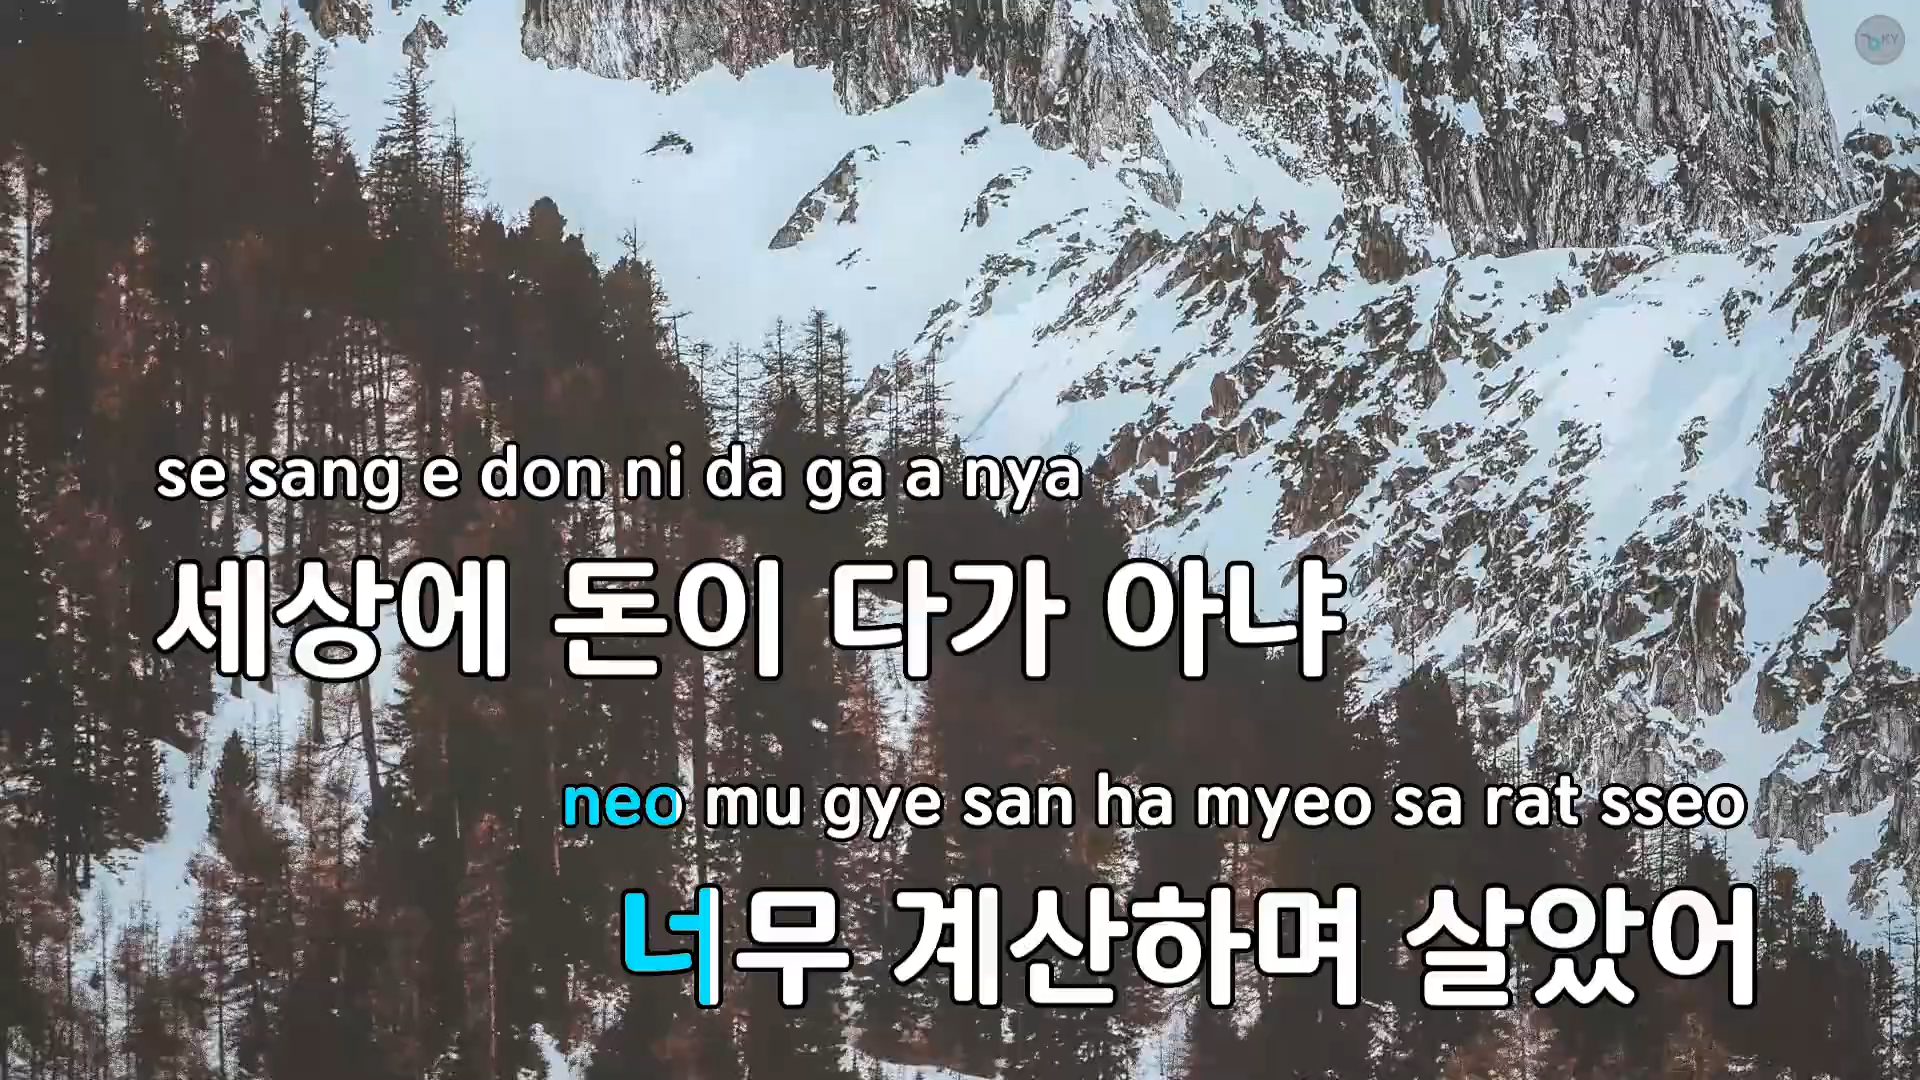 KY
se sang e don ni da ga a nya
세상에 돈이 다가 아냐
neo mu gye san ha myeo sa rat sseo
너무 계산하며 살았어